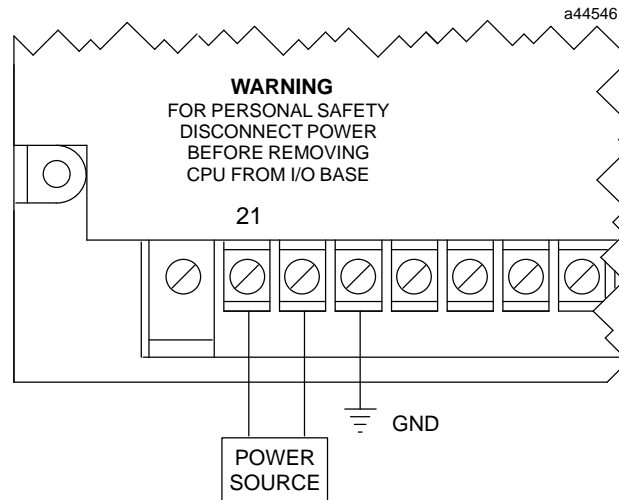 a44546
WARNING
FOR PERSONAL SAFETY
DISCONNECT POWER
BEFORE REMOVING
CPU FROM I/O BASE
21
GND
POWER
SOURCE